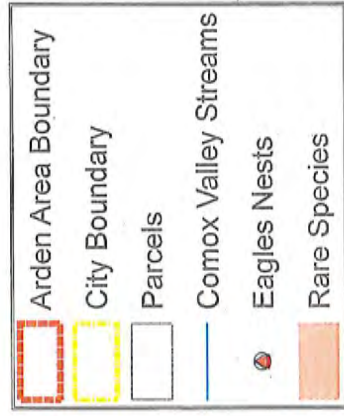 Arden Area Boundary
City Boundary
Parcels
Comox Valley Streams
Eagles Nests
Rare Species